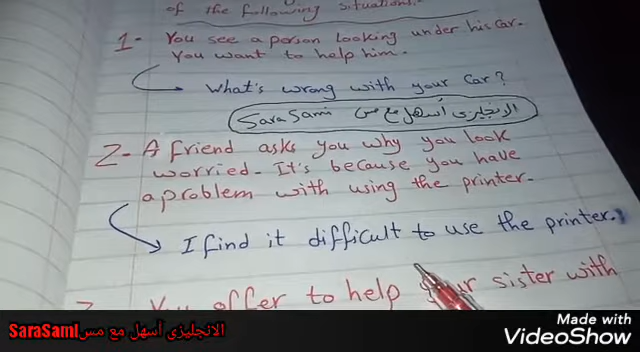 of the following situations.
1- You see a person looking under his car.
You want to help him.
What's wrong with your car?
Sara Sami الانجليزى أسهل مع مس
2- A friend asks you why you look
worried. It's because you have
a problem with using the printer.
I find it difficult to use the printer.
You offer to help your sister with
الانجليزى أسهل مع مس SaraSami
Made with
VideoShow